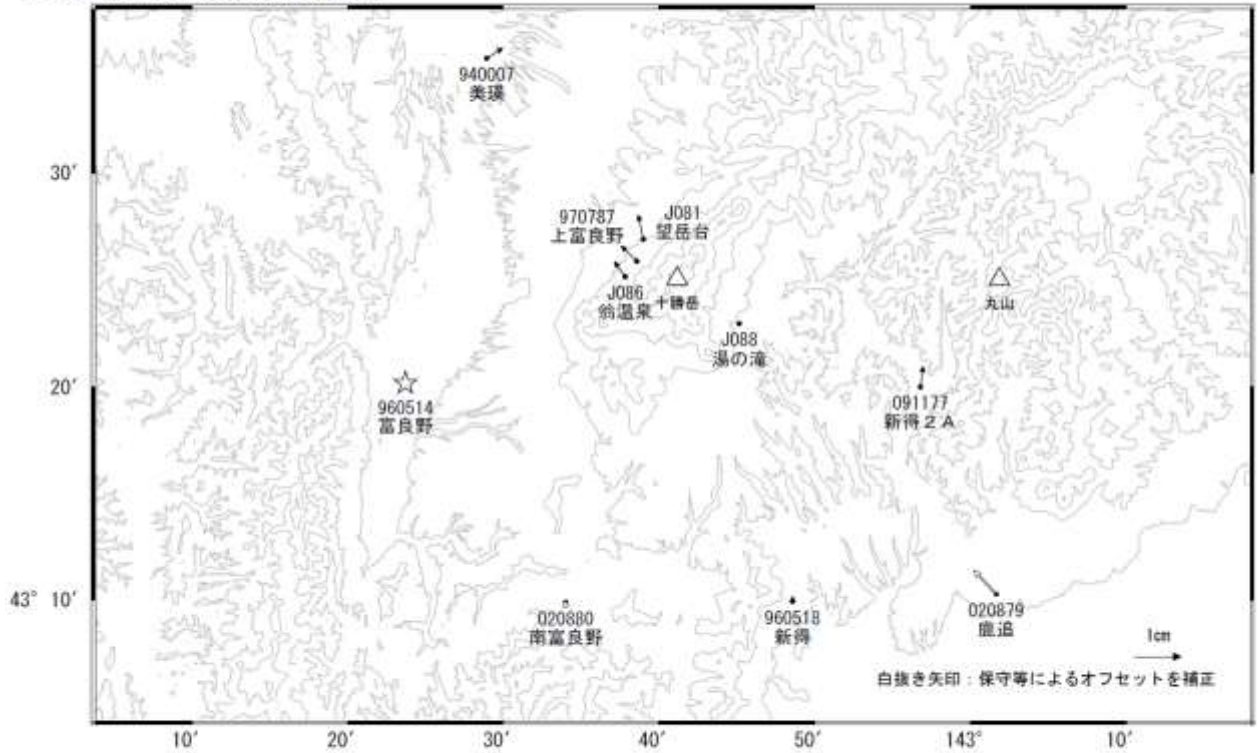 940007
美瑛
30′
970787
上富良野
J081
望岳台
J086
翁温泉
十勝岳
丸山
J088
湯の滝
20′
960514
富良野
091177
新得2A
43° 10′
020880
南富良野
960518
新得
020879
鹿追
1cm
白抜き矢印：保守等によるオフセットを補正
10′ 20′ 30′ 40′ 50′ 143° 10′